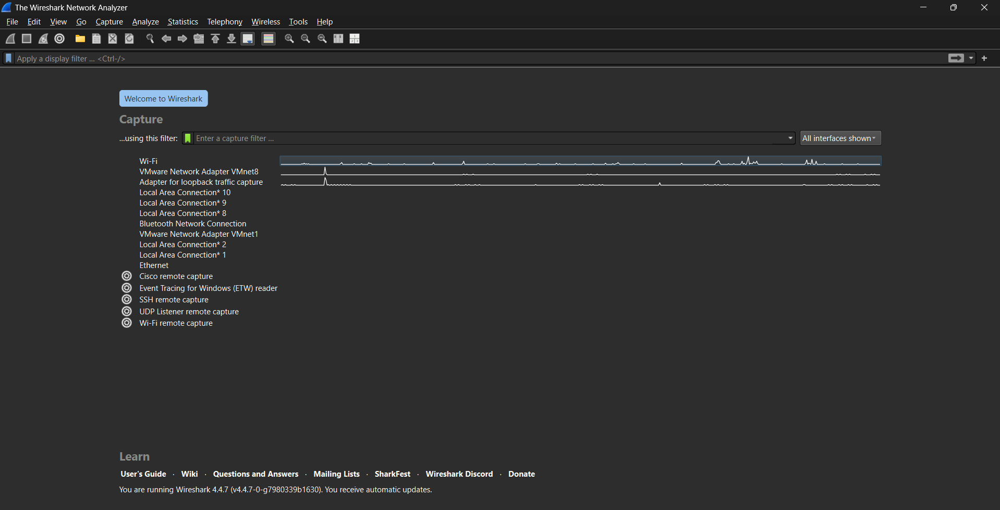 The Wireshark Network Analyzer
File Edit View Go Capture Analyze Statistics Telephony Wireless Tools Help
Apply a display filter ... <Ctrl-/>
Welcome to Wireshark
Capture
...using this filter: Enter a capture filter ... All interfaces shown
Wi-Fi
VMware Network Adapter VMnet8
Adapter for loopback traffic capture
Local Area Connection* 10
Local Area Connection* 9
Local Area Connection* 8
Bluetooth Network Connection
VMware Network Adapter VMnet1
Local Area Connection* 2
Local Area Connection* 1
Ethernet
Cisco remote capture
Event Tracing for Windows (ETW) reader
SSH remote capture
UDP Listener remote capture
Wi-Fi remote capture
Learn
User's Guide · Wiki · Questions and Answers · Mailing Lists · SharkFest · Wireshark Discord · Donate
You are running Wireshark 4.4.7 (v4.4.7-0-g7980339b1630). You receive automatic updates.